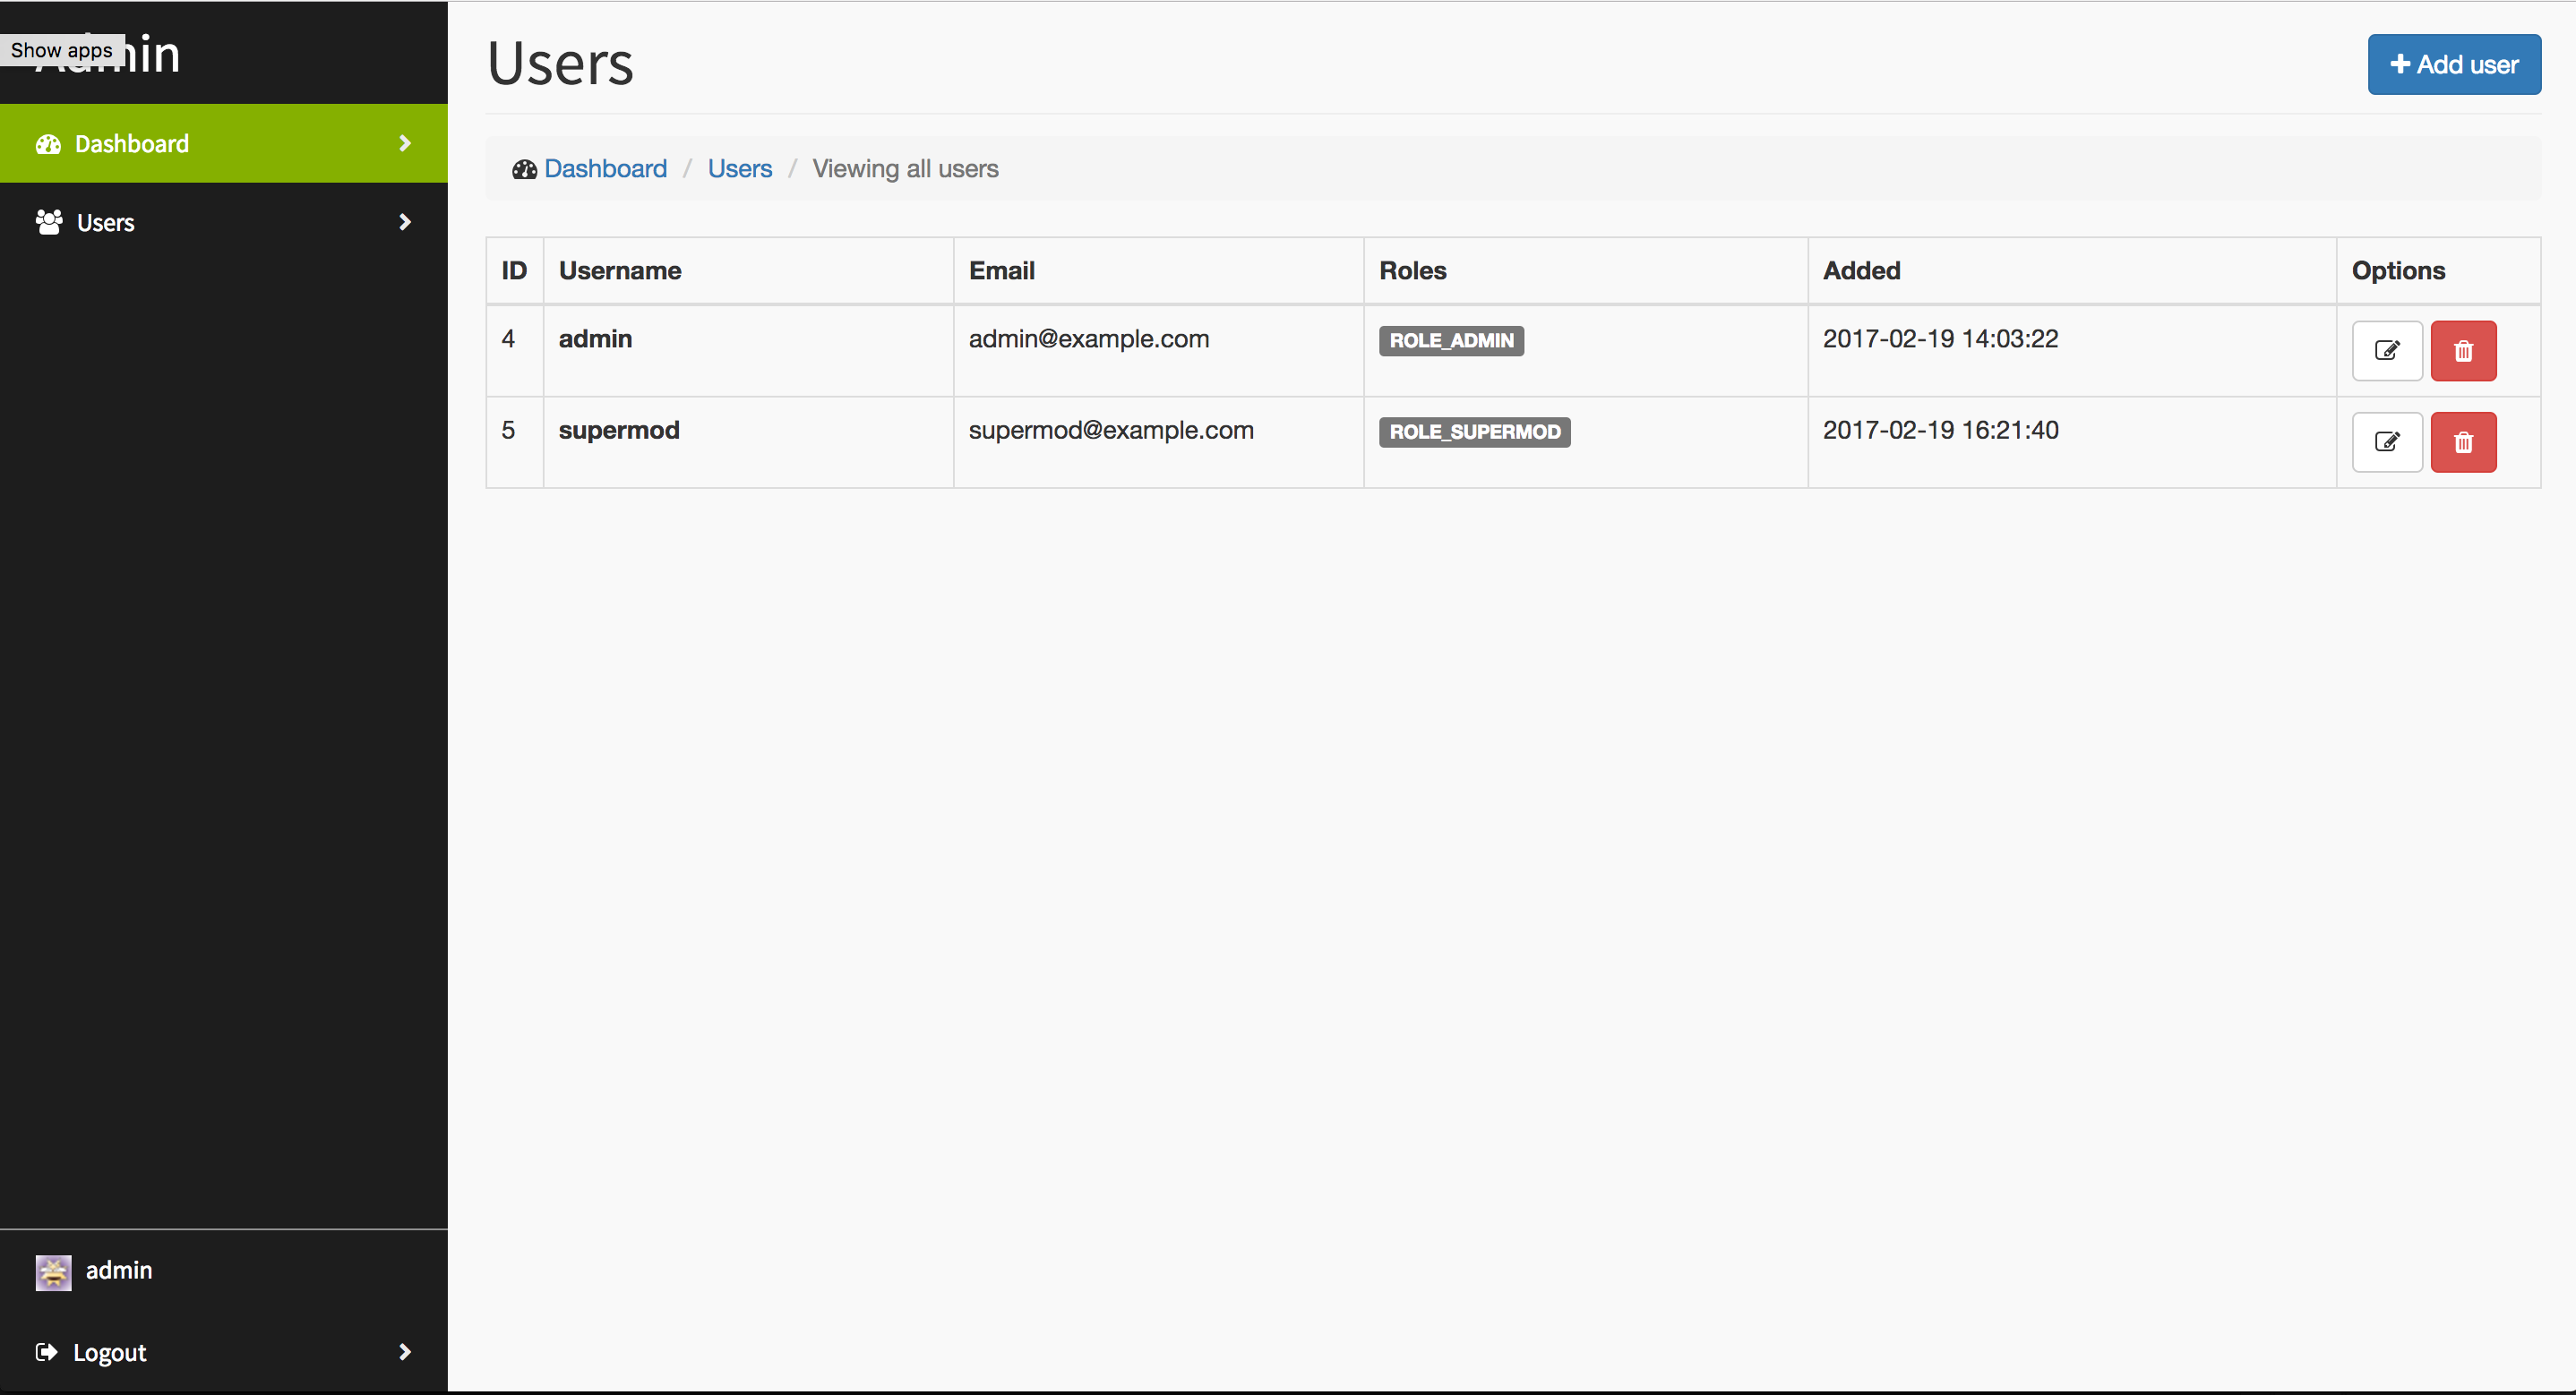 Show apps
Admin
Dashboard
Users
Users
Add user
Dashboard / Users / Viewing all users
ID Username Email Roles Added Options
4 admin admin@example.com ROLE_ADMIN 2017-02-19 14:03:22
5 supermod supermod@example.com ROLE_SUPERMOD 2017-02-19 16:21:40
admin
Logout